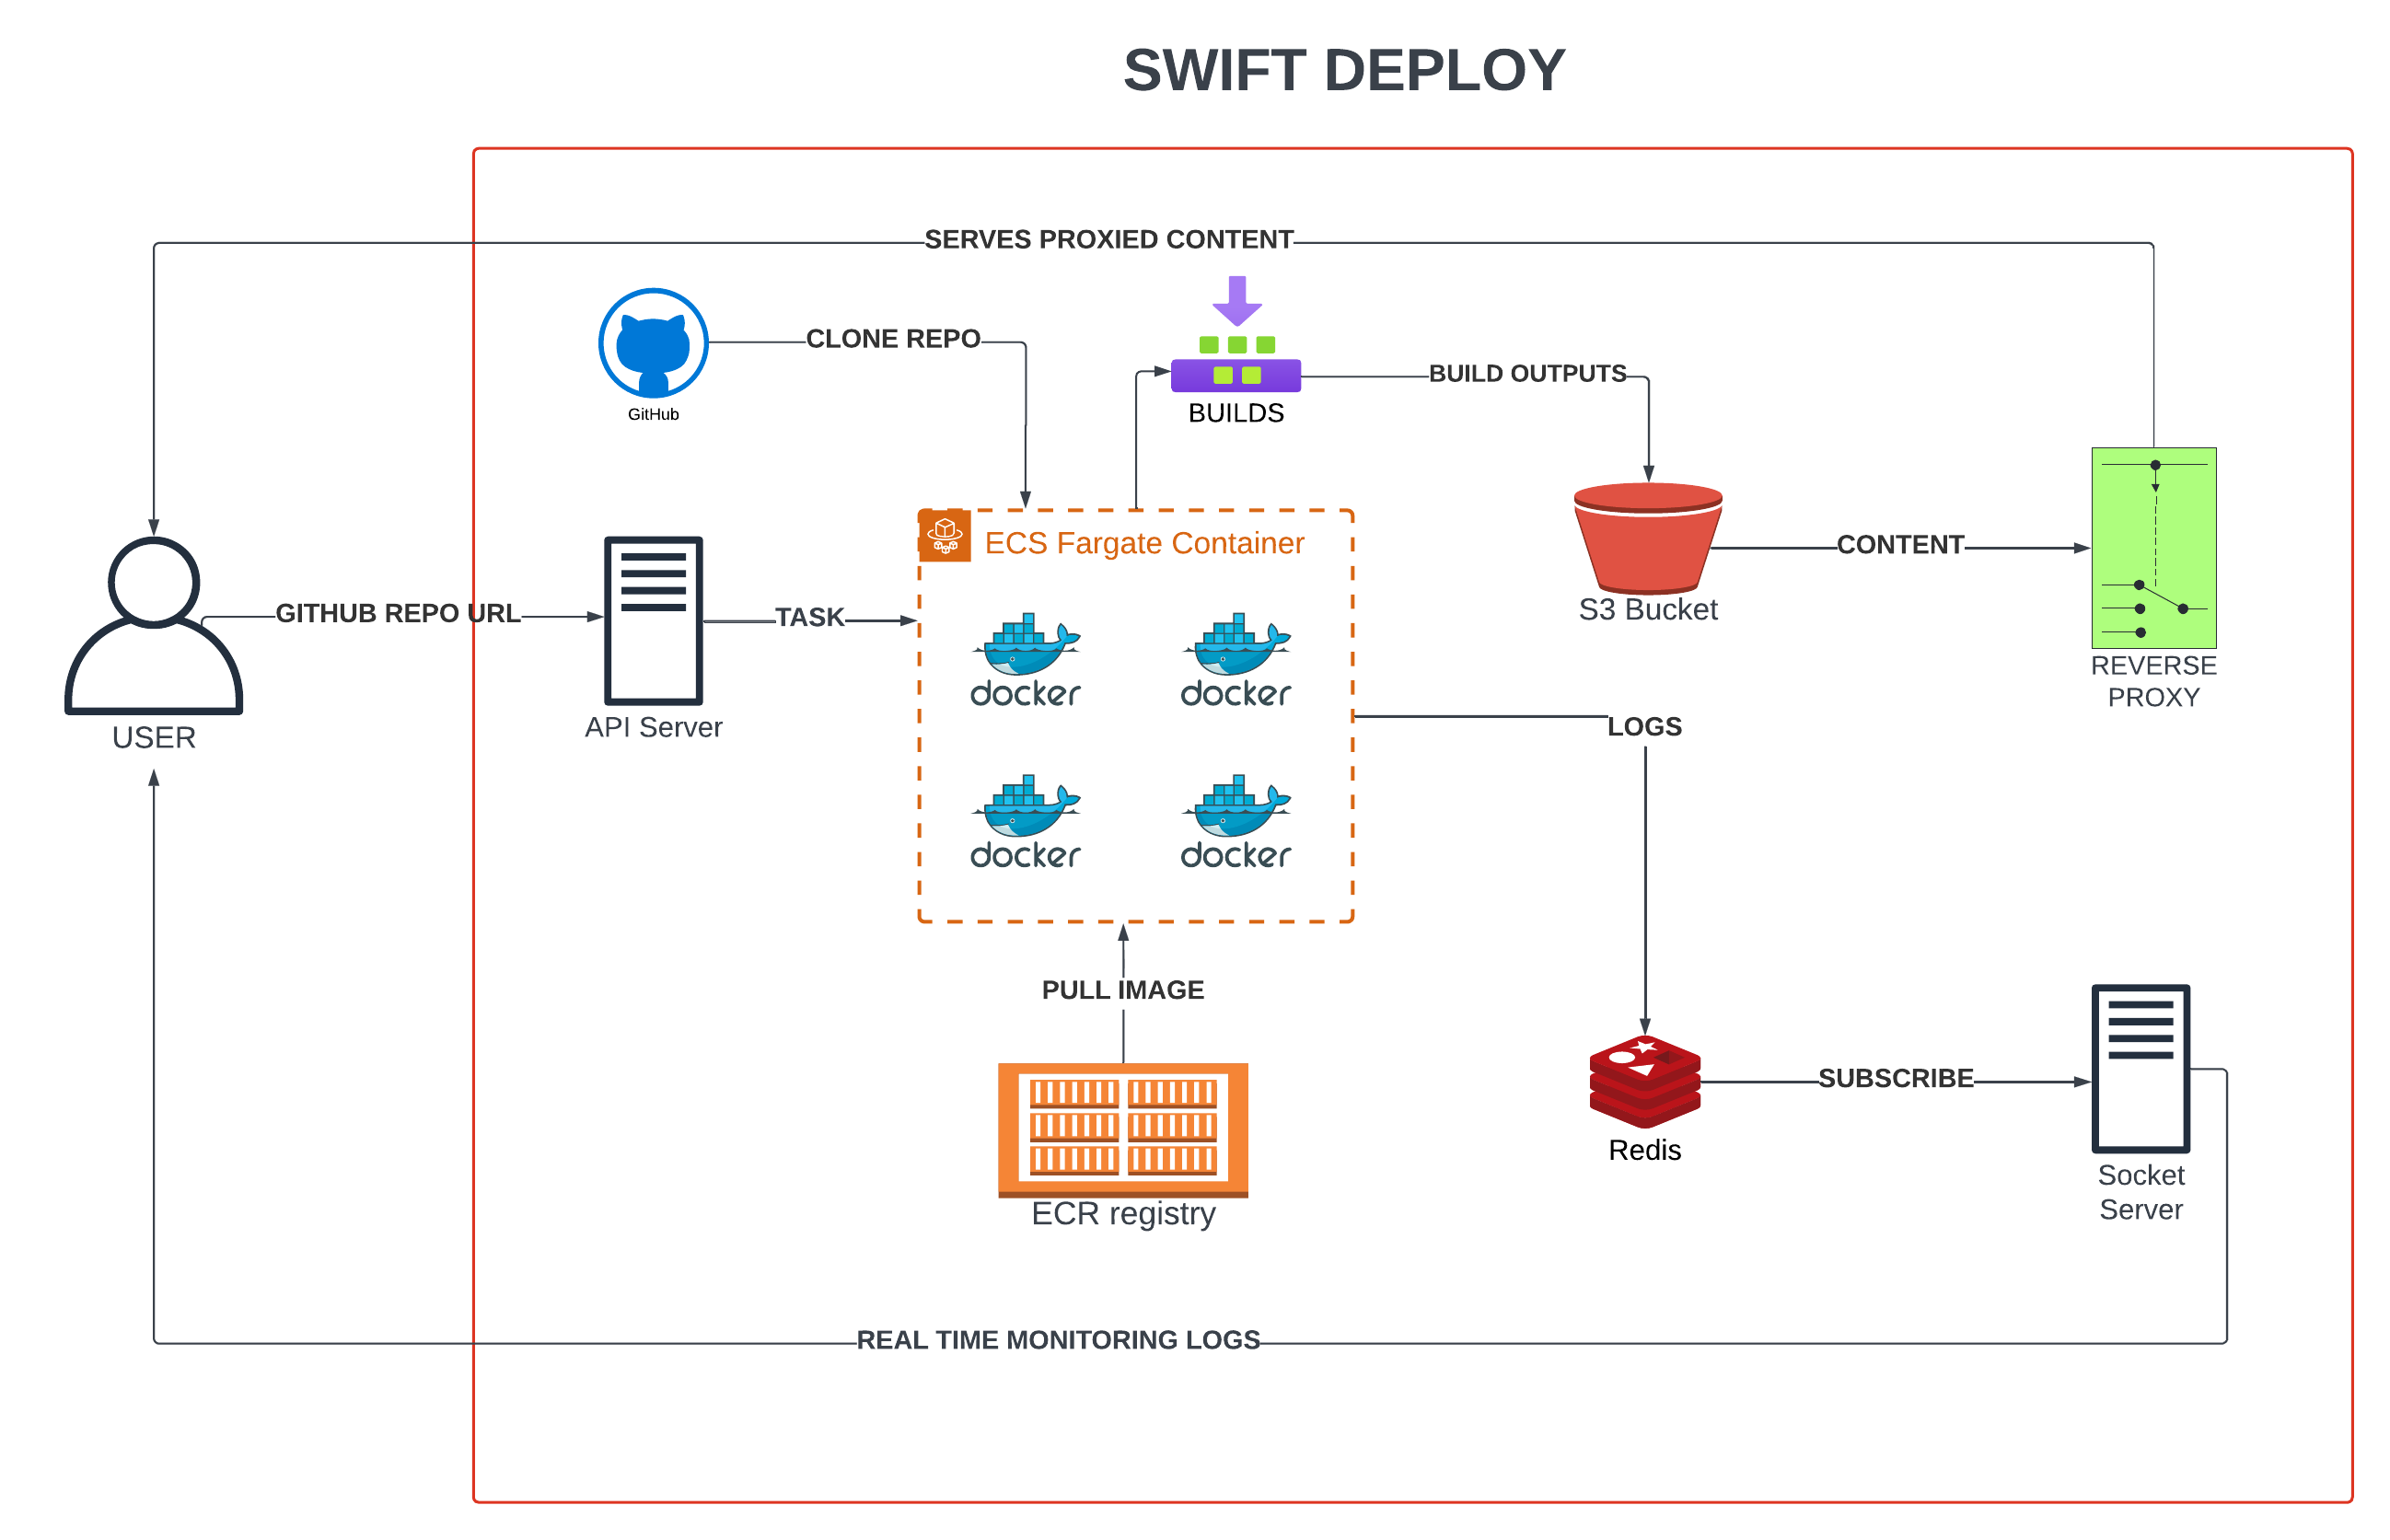 SWIFT DEPLOY
SERVES PROXIED CONTENT
CLONE REPO
GitHub
BUILDS
BUILD OUTPUTS
ECS Fargate Container
S3 Bucket
CONTENT
REVERSE
PROXY
GITHUB REPO URL
USER
API Server
TASK
docker
docker
docker
docker
LOGS
PULL IMAGE
ECR registry
Redis
SUBSCRIBE
Socket
Server
REAL TIME MONITORING LOGS